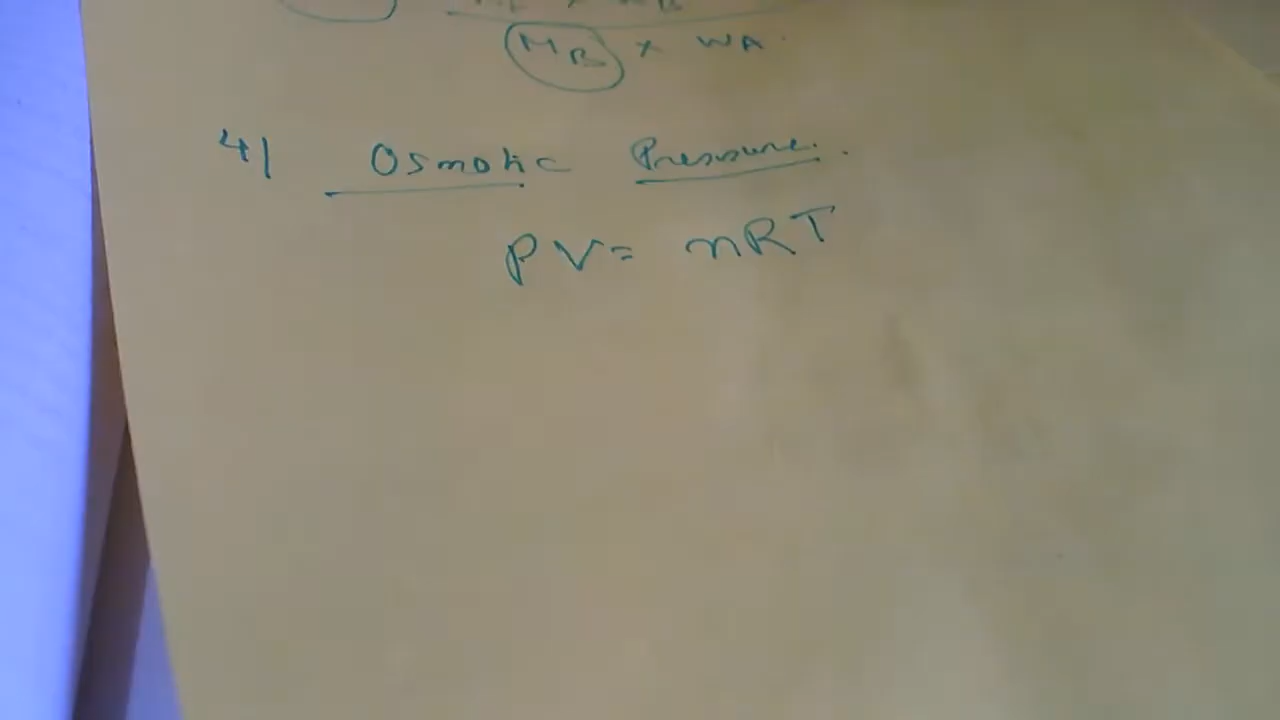 MB × WA
4) Osmotic Pressure.
PV = nRT